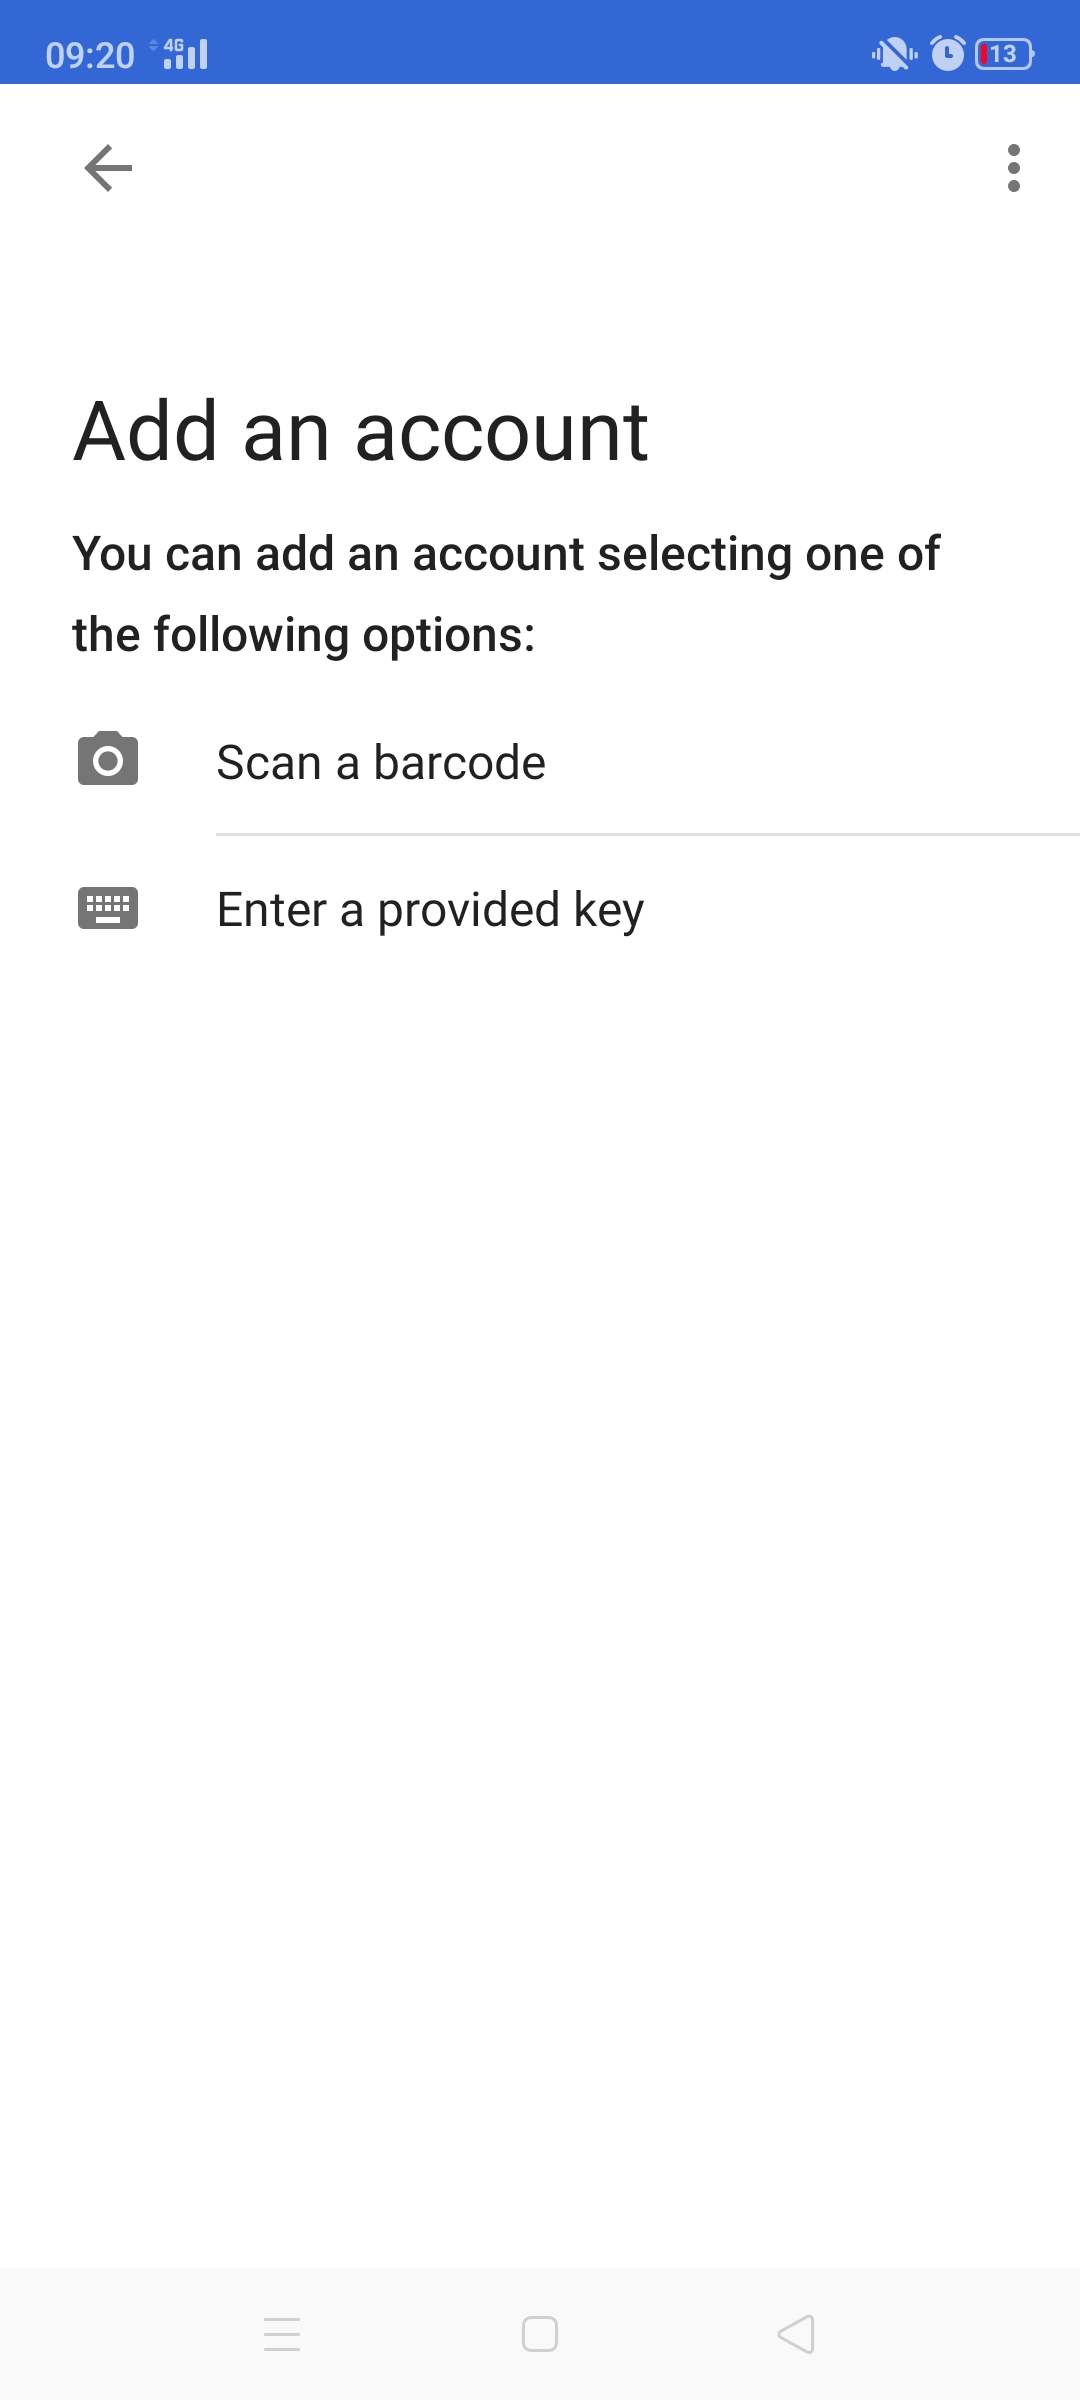 09:20 4G 13
Add an account
You can add an account selecting one of
the following options:
Scan a barcode
Enter a provided key